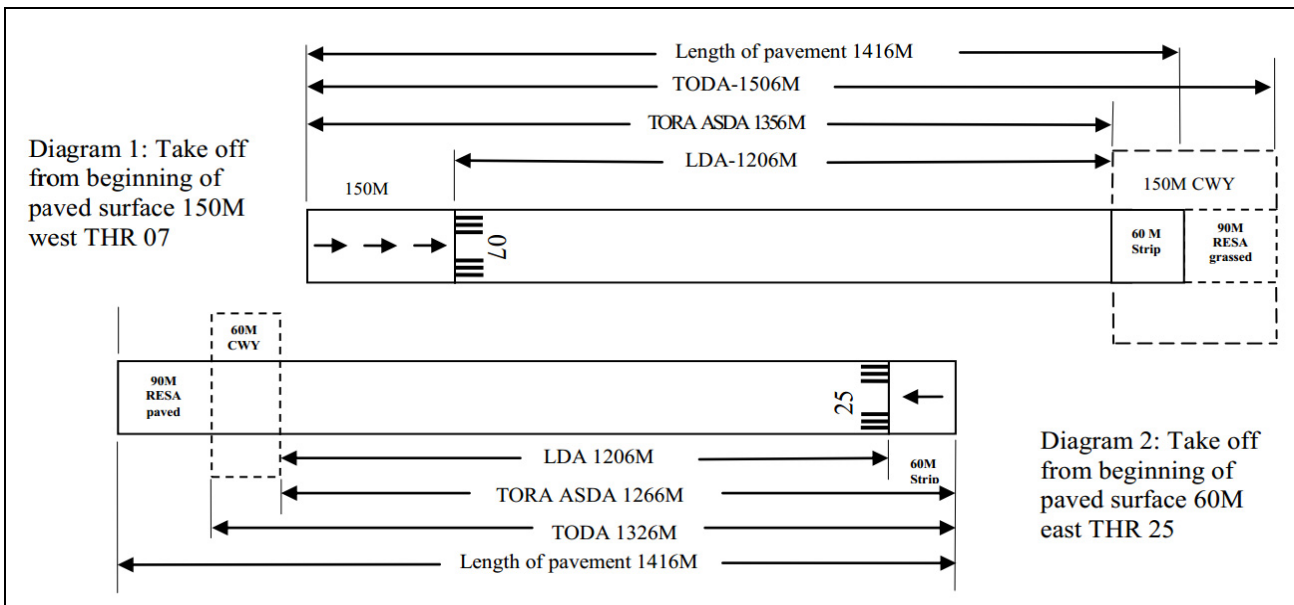 Length of pavement 1416M
TODA-1506M
TORA ASDA 1356M
LDA-1206M
Diagram 1: Take off
from beginning of
paved surface 150M
west THR 07
150M
150M CWY
07
60 M
Strip
90M
RESA
grassed
60M
CWY
90M
RESA
paved
25
LDA 1206M
60M
Strip
TORA ASDA 1266M
TODA 1326M
Length of pavement 1416M
Diagram 2: Take off
from beginning of
paved surface 60M
east THR 25